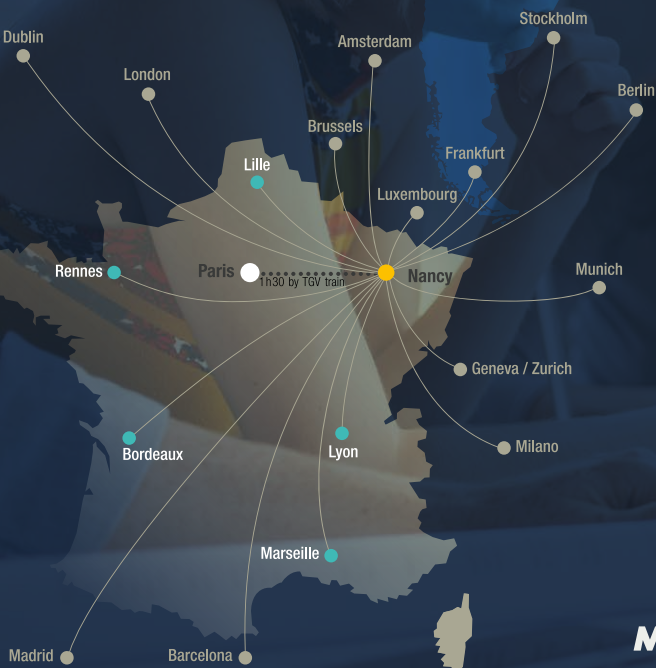 Stockholm
Dublin
Amsterdam
London
Berlin
Brussels
Frankfurt
Lille
Luxembourg
Rennes
Paris
Nancy
Munich
1h30 by TGV train
Geneva / Zurich
Bordeaux
Lyon
Milano
Marseille
M
Madrid
Barcelona